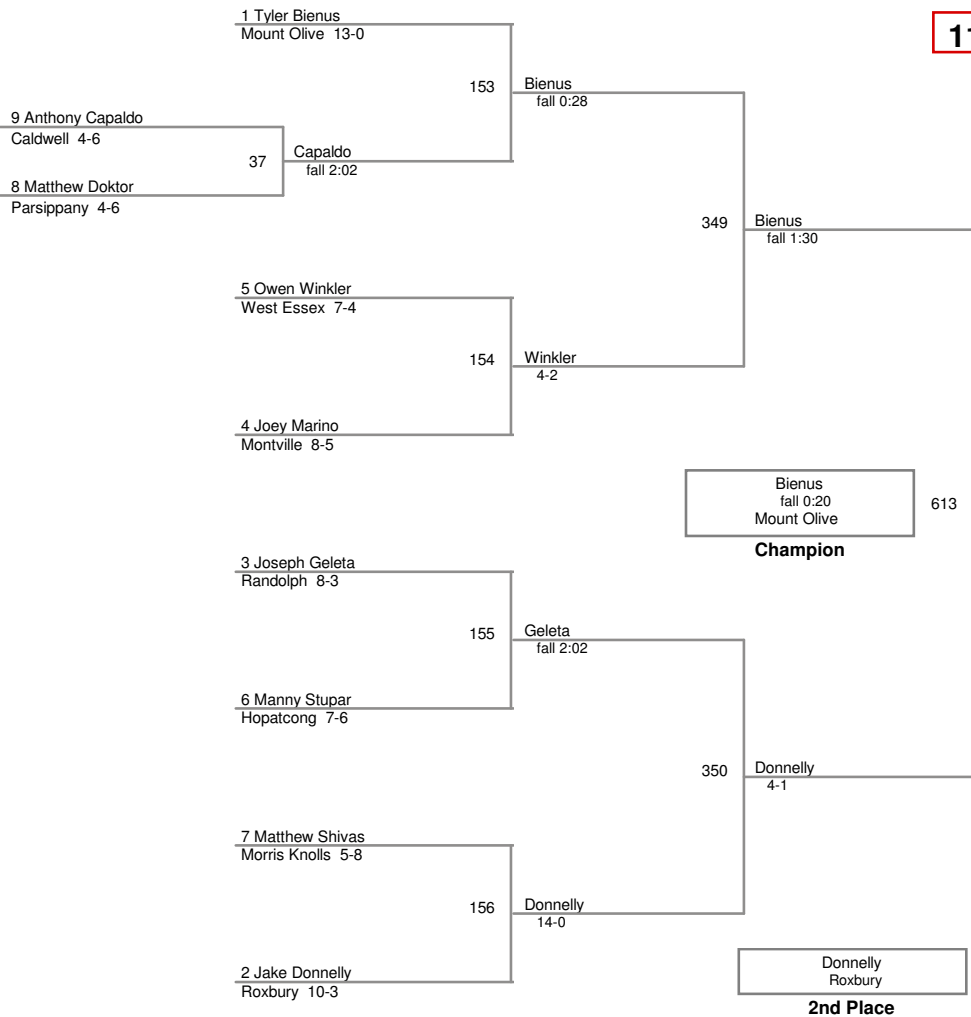 1 Tyler Bienus
Mount Olive 13-0
153
Bienus
fall 0:28
9 Anthony Capaldo
Caldwell 4-6
37
Capaldo
fall 2:02
8 Matthew Doktor
Parsippany 4-6
349
Bienus
fall 1:30
5 Owen Winkler
West Essex 7-4
154
Winkler
4-2
4 Joey Marino
Montville 8-5
Bienus
fall 0:20
Mount Olive
613
Champion
3 Joseph Geleta
Randolph 8-3
155
Geleta
fall 2:02
6 Manny Stupar
Hopatcong 7-6
350
Donnelly
4-1
7 Matthew Shivas
Morris Knolls 5-8
156
Donnelly
14-0
2 Jake Donnelly
Roxbury 10-3
Donnelly
Roxbury
2nd Place